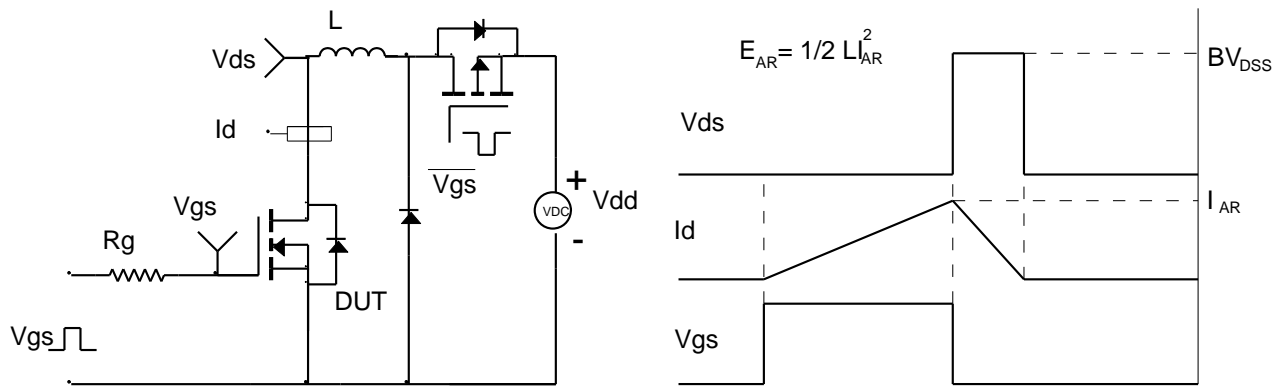 L
Vds
Id
Vgs
Vgs
Rg
DUT
Vgs
+
VDC
Vdd
-
E_AR = 1/2 LI_AR^2
BV_DSS
Vds
I_AR
Id
Vgs